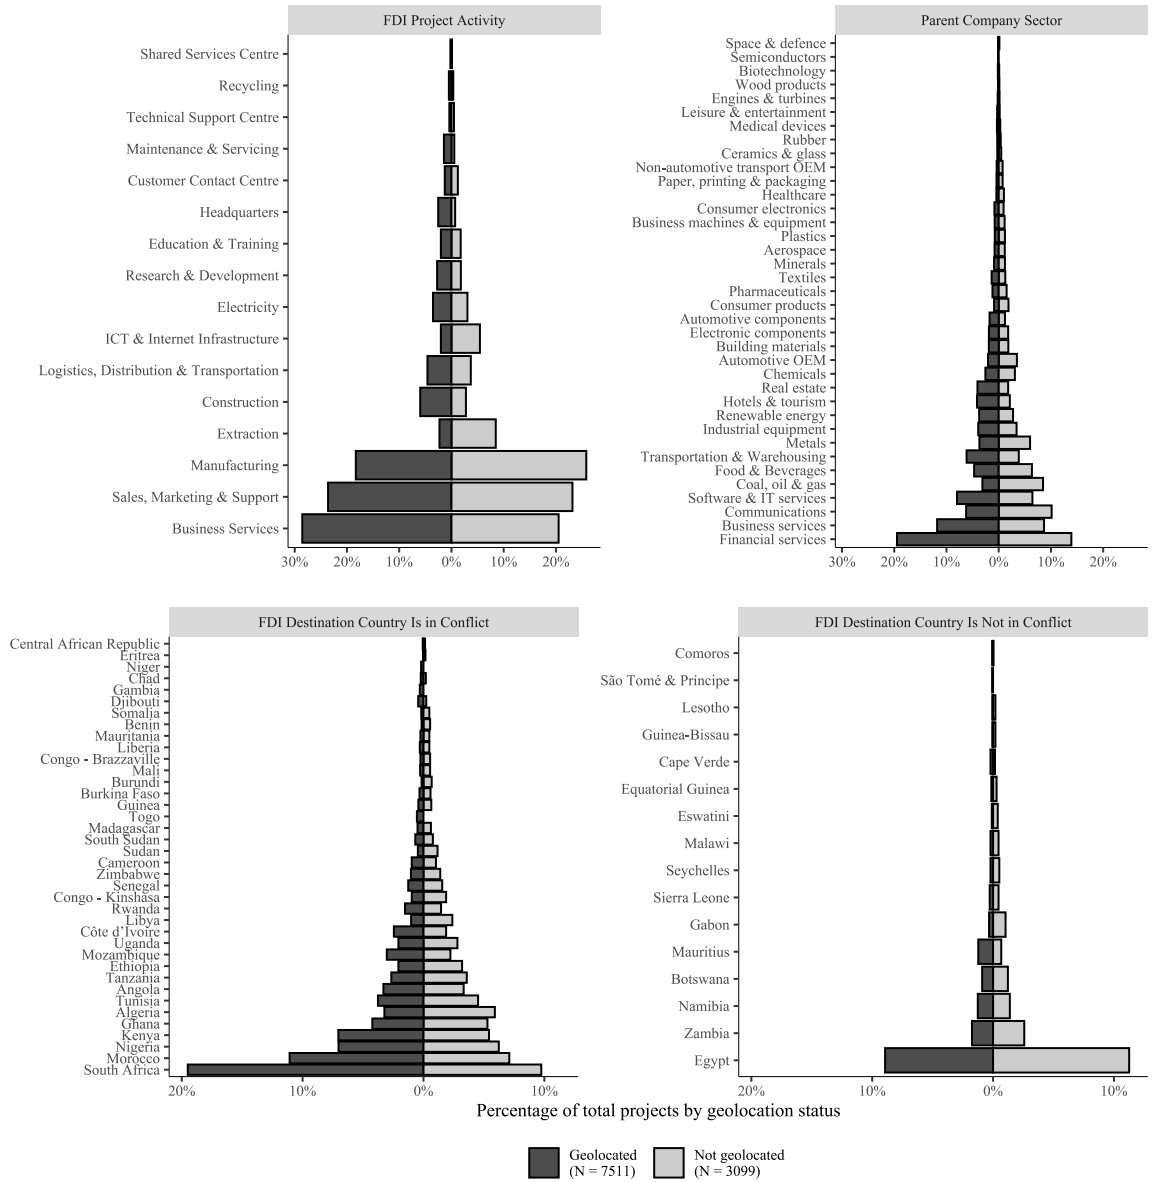 FDI Project Activity
Shared Services Centre
Recycling
Technical Support Centre
Maintenance & Servicing
Customer Contact Centre
Headquarters
Education & Training
Research & Development
Electricity
ICT & Internet Infrastructure
Logistics, Distribution & Transportation
Construction
Extraction
Manufacturing
Sales, Marketing & Support
Business Services
30% 20% 10% 0% 10% 20%
Parent Company Sector
Space & defence
Semiconductors
Biotechnology
Wood products
Engines & turbines
Leisure & entertainment
Medical devices
Rubber
Ceramics & glass
Non-automotive transport OEM
Paper, printing & packaging
Healthcare
Consumer electronics
Business machines & equipment
Plastics
Aerospace
Minerals
Textiles
Pharmaceuticals
Consumer products
Automotive components
Electronic components
Building materials
Automotive OEM
Chemicals
Real estate
Hotels & tourism
Renewable energy
Industrial equipment
Metals
Transportation & Warehousing
Food & Beverages
Coal, oil & gas
Software & IT services
Communications
Business services
Financial services
30% 20% 10% 0% 10% 20%
FDI Destination Country Is in Conflict
Central African Republic
Eritrea
Niger
Chad
Gambia
Djibouti
Somalia
Benin
Mauritania
Liberia
Congo - Brazzaville
Mali
Burundi
Burkina Faso
Guinea
Togo
Madagascar
South Sudan
Sudan
Cameroon
Zimbabwe
Senegal
Congo - Kinshasa
Rwanda
Libya
Côte d’Ivoire
Uganda
Mozambique
Ethiopia
Tanzania
Angola
Tunisia
Algeria
Ghana
Kenya
Nigeria
Morocco
South Africa
20% 10% 0% 10%
FDI Destination Country Is Not in Conflict
Comoros
São Tomé & Príncipe
Lesotho
Guinea-Bissau
Cape Verde
Equatorial Guinea
Eswatini
Malawi
Seychelles
Sierra Leone
Gabon
Mauritius
Botswana
Namibia
Zambia
Egypt
20% 10% 0% 10%
Percentage of total projects by geolocation status
Geolocated
(N = 7511)
Not geolocated
(N = 3099)